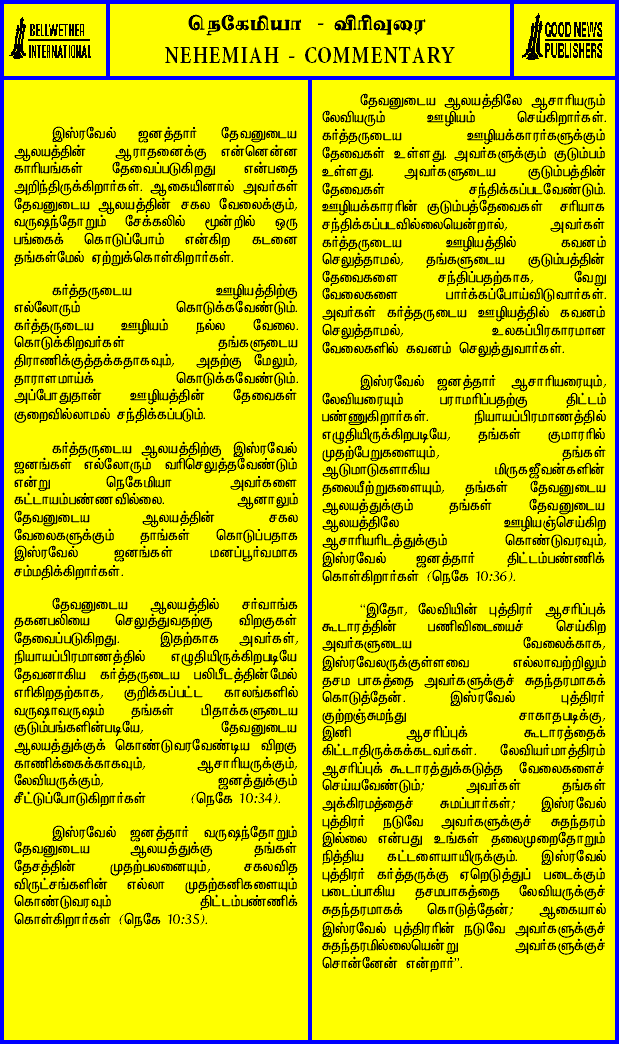 BELLWETHER
INTERNATIONAL
நெகேமியா - விரிவுரை
NEHEMIAH - COMMENTARY
GOOD NEWS
PUBLISHERS
இஸ்ரவேல் ஜனத்தார் தேவனுடைய
ஆலயத்தின் ஆராதனைக்கு என்னென்ன
காரியங்கள் தேவைப்படுகிறது என்பதை
அறிந்திருக்கிறார்கள். ஆகையினால் அவர்கள்
தேவனுடைய ஆலயத்தின் சகல வேலைக்கும்,
வருஷந்தோறும் சேக்கலில் மூன்றில் ஒரு
பங்கைக் கொடுப்போம் என்கிற கடனை
தங்கள்மேல் ஏற்றுக்கொள்கிறார்கள்.
கர்த்தருடைய ஊழியத்திற்கு
எல்லோரும் கொடுக்கவேண்டும்.
கர்த்தருடைய ஊழியம் நல்ல வேலை.
கொடுக்கிறவர்கள் தங்களுடைய
திராணிக்குத்தக்கதாகவும், அதற்கு மேலும்,
தாராளமாய்க் கொடுக்கவேண்டும்.
அப்போதுதான் ஊழியத்தின் தேவைகள்
குறைவில்லாமல் சந்திக்கப்படும்.
கர்த்தருடைய ஆலயத்திற்கு இஸ்ரவேல்
ஜனங்கள் எல்லோரும் வரிசெலுத்தவேண்டும்
என்று நெகேமியா அவர்களை
கட்டாயம்பண்ணவில்லை. ஆனாலும்
தேவனுடைய ஆலயத்தின் சகல
வேலைகளுக்கும் தாங்கள் கொடுப்பதாக
இஸ்ரவேல் ஜனங்கள் மனப்பூர்வமாக
சம்மதிக்கிறார்கள்.
தேவனுடைய ஆலயத்தில் சர்வாங்க
தகனபலியை செலுத்துவதற்கு விறகுகள்
தேவைப்படுகிறது. இதற்காக அவர்கள்,
நியாயப்பிரமாணத்தில் எழுதியிருக்கிறபடியே
தேவனாகிய கர்த்தருடைய பலிபீடத்தின்மேல்
எரிகிறதற்காக, குறிக்கப்பட்ட காலங்களில்
வருஷாவருஷம் தங்கள் பிதாக்களுடைய
குடும்பங்களின்படியே, தேவனுடைய
ஆலயத்துக்குக் கொண்டுவரவேண்டிய விறகு
காணிக்கைக்காகவும், ஆசாரியருக்கும்,
லேவியருக்கும், ஜனத்துக்கும்
சீட்டுப்போடுகிறார்கள் (நெகே 10:34).
இஸ்ரவேல் ஜனத்தார் வருஷந்தோறும்
தேவனுடைய ஆலயத்துக்கு தங்கள்
தேசத்தின் முதற்பலனையும், சகலவித
விருட்சங்களின் எல்லா முதற்கனிகளையும்
கொண்டுவரவும் திட்டம்பண்ணிக்
கொள்கிறார்கள் (நெகே 10:35).
தேவனுடைய ஆலயத்திலே ஆசாரியரும்
லேவியரும் ஊழியம் செய்கிறார்கள்.
கர்த்தருடைய ஊழியக்காரர்களுக்கும்
தேவைகள் உள்ளது. அவர்களுக்கும் குடும்பம்
உள்ளது. அவர்களுடைய குடும்பத்தின்
தேவைகள் சந்திக்கப்படவேண்டும்.
ஊழியக்காரரின் குடும்பத்தேவைகள் சரியாக
சந்திக்கப்படவில்லையென்றால், அவர்கள்
கர்த்தருடைய ஊழியத்தில் கவனம்
செலுத்தாமல், தங்களுடைய குடும்பத்தின்
தேவைகளை சந்திப்பதற்காக, வேறு
வேலைகளை பார்க்கப்போய்விடுவார்கள்.
அவர்கள் கர்த்தருடைய ஊழியத்தில் கவனம்
செலுத்தாமல், உலகப்பிரகாரமான
வேலைகளில் கவனம் செலுத்துவார்கள்.
இஸ்ரவேல் ஜனத்தார் ஆசாரியரையும்,
லேவியரையும் பராமரிப்பதற்கு திட்டம்
பண்ணுகிறார்கள். நியாயப்பிரமாணத்தில்
எழுதியிருக்கிறபடியே, தங்கள் குமாரரில்
முதற்பேறுகளையும், தங்கள்
ஆடுமாடுகளாகிய மிருகஜீவன்களின்
தலையீற்றுகளையும், தங்கள் தேவனுடைய
ஆலயத்துக்கும் தங்கள் தேவனுடைய
ஆலயத்திலே ஊழியஞ்செய்கிற
ஆசாரியரிடத்துக்கும் கொண்டுவரவும்,
இஸ்ரவேல் ஜனத்தார் திட்டம்பண்ணிக்
கொள்கிறார்கள் (நெகே 10:36).
“இதோ, லேவியின் புத்திரர் ஆசரிப்புக்
கூடாரத்தின் பணிவிடையைச் செய்கிற
அவர்களுடைய வேலைக்காக,
இஸ்ரவேலருக்குள்ளவை எல்லாவற்றிலும்
தசம பாகத்தை அவர்களுக்குச் சுதந்தரமாகக்
கொடுத்தேன். இஸ்ரவேல் புத்திரர்
குற்றஞ்சுமந்து சாகாதபடிக்கு,
இனி ஆசரிப்புக் கூடாரத்தைக்
கிட்டாதிருக்கக்கடவர்கள். லேவியர்மாத்திரம்
ஆசரிப்புக் கூடாரத்துக்கடுத்த வேலைகளைச்
செய்யவேண்டும்; அவர்கள் தங்கள்
அக்கிரமத்தைச் சுமப்பார்கள்; இஸ்ரவேல்
புத்திரர் நடுவே அவர்களுக்குச் சுதந்தரம்
இல்லை என்பது உங்கள் தலைமுறைதோறும்
நித்திய கட்டளையாயிருக்கும். இஸ்ரவேல்
புத்திரர் கர்த்தருக்கு ஏறெடுத்துப் படைக்கும்
படைப்பாகிய தசமபாகத்தை லேவியருக்குச்
சுதந்தரமாகக் கொடுத்தேன்; ஆகையால்
இஸ்ரவேல் புத்திரரின் நடுவே அவர்களுக்குச்
சுதந்தரமில்லையென்று அவர்களுக்குச்
சொன்னேன் என்றார்”.